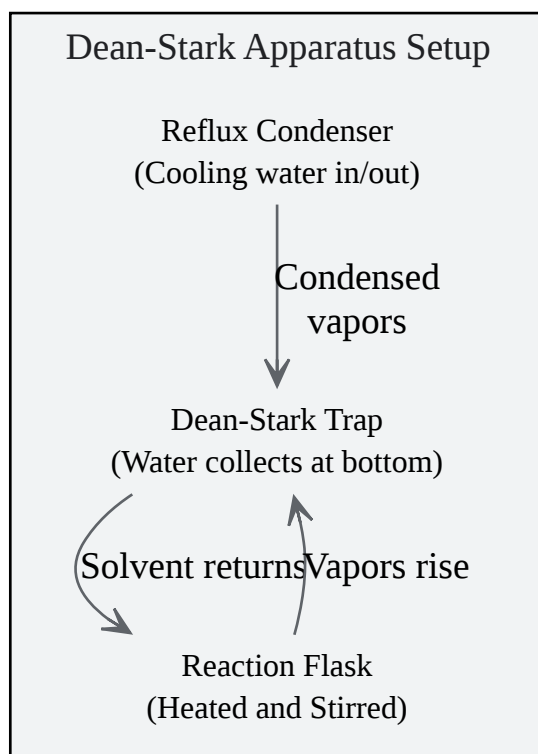 Dean-Stark Apparatus Setup
Reflux Condenser
(Cooling water in/out)
Condensed
vapors
Dean-Stark Trap
(Water collects at bottom)
Solvent returns
Vapors rise
Reaction Flask
(Heated and Stirred)